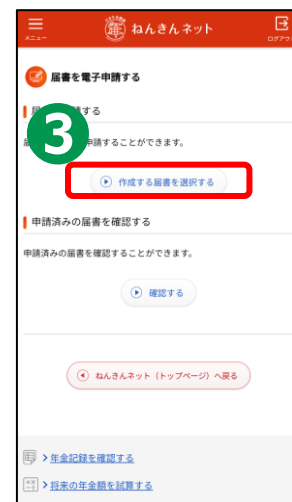 メニュー
ねんきんネット
ログアウト
届書を電子申請する
する
3
申請することができます。
作成する届書を選択する
申請済みの届書を確認する
申請済みの届書を確認することができます。
確認する
ねんきんネット（トップページ）へ戻る
年金記録を確認する
将来の年金額を試算する